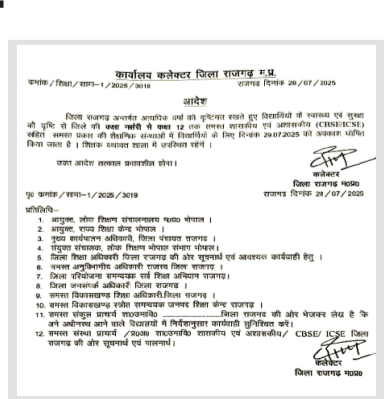 कार्यालय कलेक्टर जिला राजगढ़ म.प्र.
कमांक /शिक्षा/साम-1/2025/3018 राजगढ़ दिनांक 28/07/2025
आदेश
जिला राजगढ़ अन्तर्गत अत्यधिक वर्षा को दृष्टिगत रखते हुए विद्यार्थियों के स्वास्थ्य एवं सुरक्षा
की दृष्टि से जिले की कक्षा नर्सरी से कक्षा 12 तक समस्त शासकीय एवं अशासकीय (CBSE/ICSE)
सहित समस्त प्रकार की शैक्षणिक संस्थाओं में विद्यार्थियों के लिए दिनांक 29.07.2025 को अवकाश घोषित
किया जाता है । शिक्षक यथावत शाला में उपस्थित रहेंगें ।
उक्त आदेश तत्काल प्रभावशील होगा।
कलेक्टर
जिला राजगढ म0प्र0
पृ0 कमांक /साम-1/2025/3019 राजगढ दिनांक 28/07/2025
प्रतिलिपि-
1. आयुक्त, लोक शिक्षण संचालनालय म0प्र0 भोपाल ।
2. आयुक्त, राज्य शिक्षा केन्द्र भोपाल ।
3. मुख्य कार्यपालन अधिकारी, जिला पंचायत राजगढ ।
4. संयुक्त संचालक, लोक शिक्षण भोपाल संभाग भोपाल ।
5. जिला शिक्षा अधिकारी जिला राजगढ की ओर सूचनार्थ एवं आवश्यक कार्यवाही हेतु ।
6. समस्त अनुविभागीय अधिकारी राजस्व जिला राजगढ ।
7. जिला परियोजना समन्वयक सर्व शिक्षा अभियान राजगढ।
8. जिला जनसंपर्क अधिकारी जिला राजगढ ।
9. समस्त विकासखण्ड शिक्षा अधिकारी,जिला राजगढ ।
10. समस्त विकासखण्ड स्त्रोत समन्वयक जनपद शिक्षा केन्द्र राजगढ ।
11. समस्त संकुल प्राचार्य शा0उमावि0 ....................जिला राजगढ की ओर भेजकर लेख है कि
अपने अधीनस्थ आने वाले विद्यालयों में निर्देशानुसार कार्यवाही सुनिश्चित करें।
12. समस्त संस्था प्राचार्य /प्र0अ0 शा0उमावि0 शासकीय एवं अशासकीय/ CBSE/ ICSE जिला
राजगढ की ओर सूचनार्थ एवं पालनार्थ।
कलेक्टर
जिला राजगढ म0प्र0